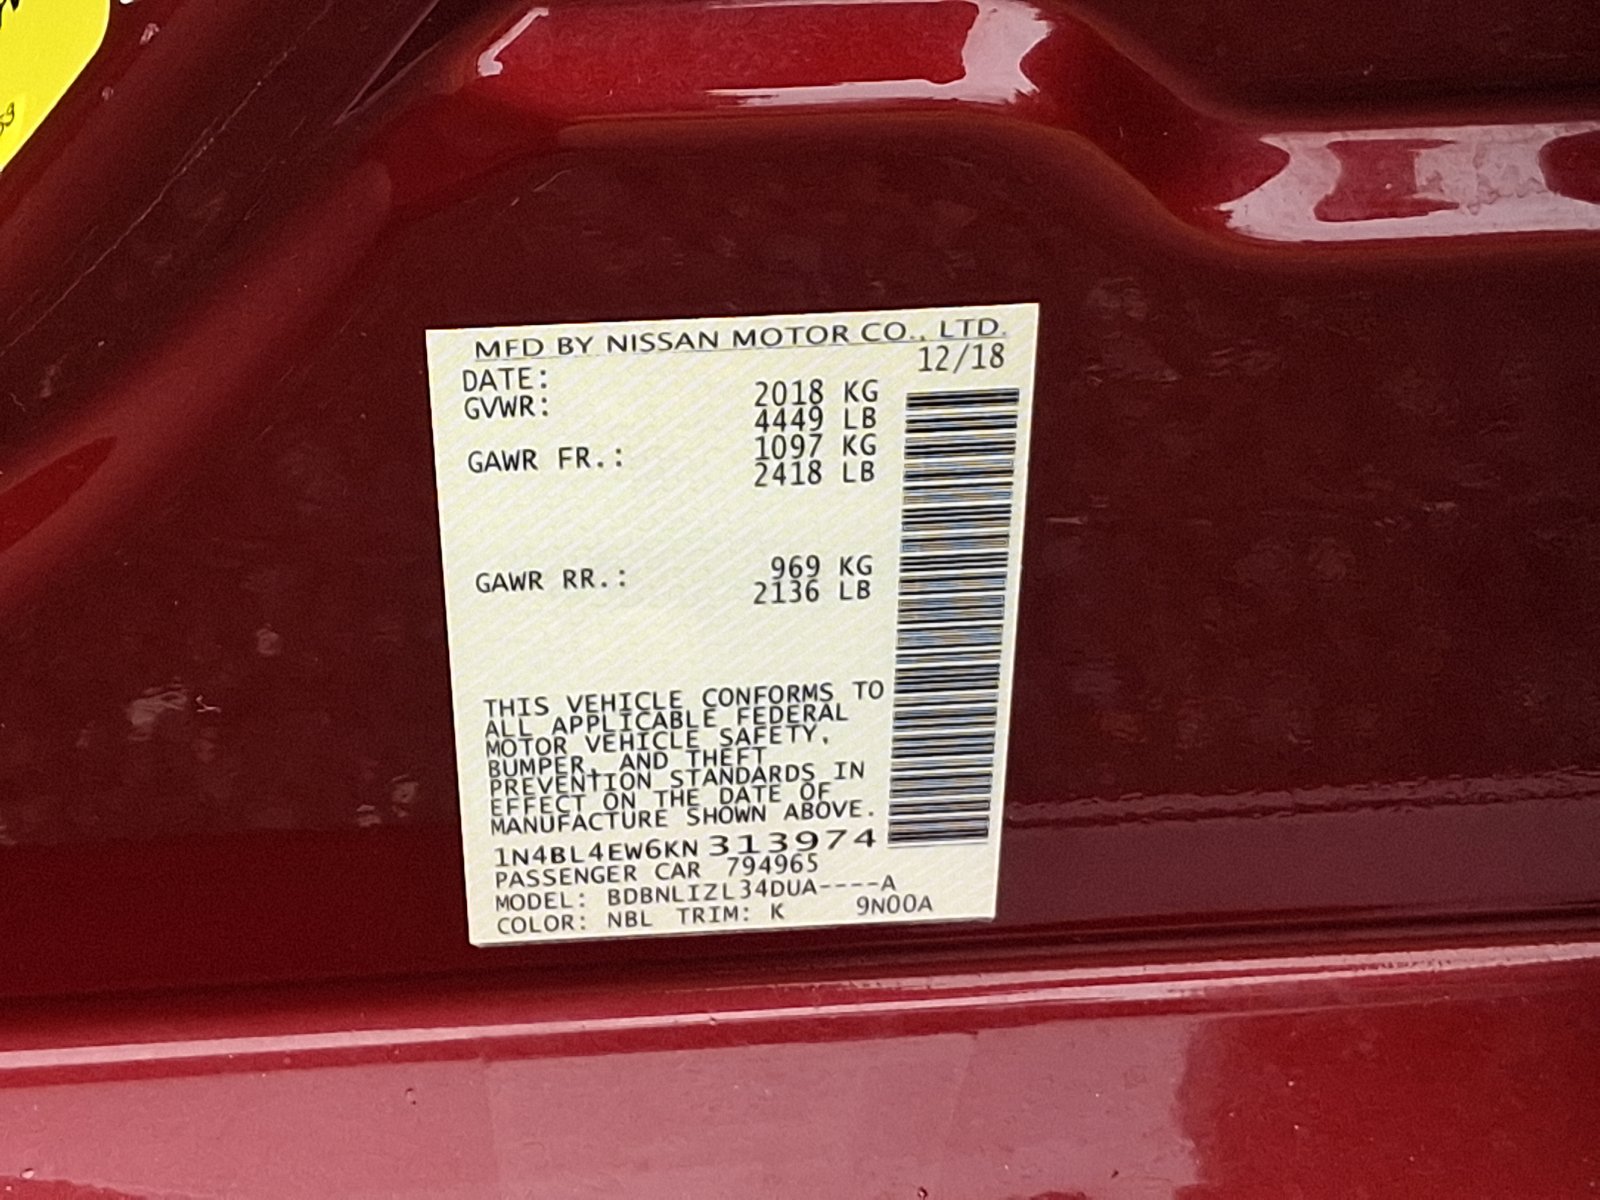 MFD BY NISSAN MOTOR CO., LTD.
DATE: 12/18
GVWR: 2018 KG
4449 LB
GAWR FR.: 1097 KG
2418 LB
GAWR RR.: 969 KG
2136 LB
THIS VEHICLE CONFORMS TO
ALL APPLICABLE FEDERAL
MOTOR VEHICLE SAFETY,
BUMPER, AND THEFT
PREVENTION STANDARDS IN
EFFECT ON THE DATE OF
MANUFACTURE SHOWN ABOVE.
1N4BL4EW6KN313974
PASSENGER CAR 794965
MODEL: BDBNLIZL34DUA----A
COLOR: NBL TRIM: K 9N00A